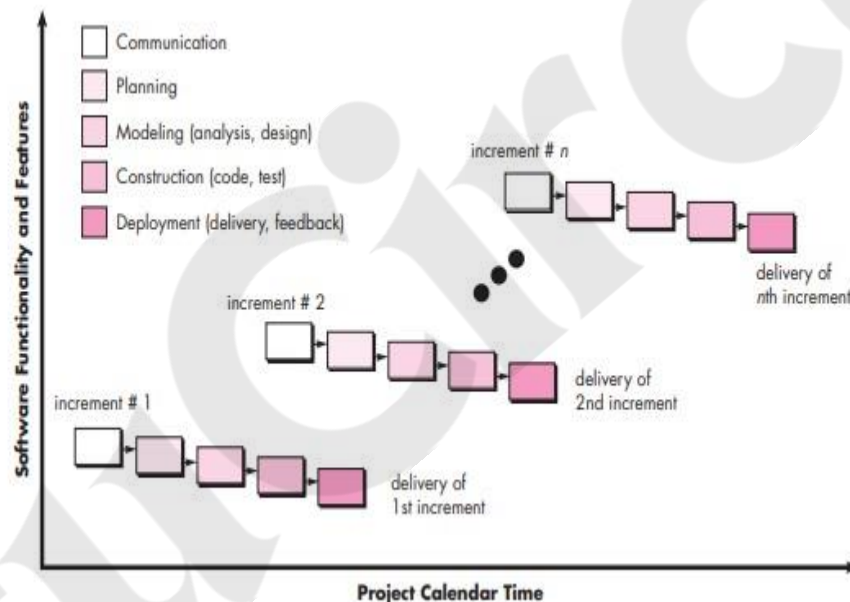 Communication
Planning
Modeling (analysis, design)
Construction (code, test)
Deployment (delivery, feedback)
increment # n
delivery of
nth increment
increment # 2
delivery of
2nd increment
increment # 1
delivery of
1st increment
Software Functionality and Features
Project Calendar Time